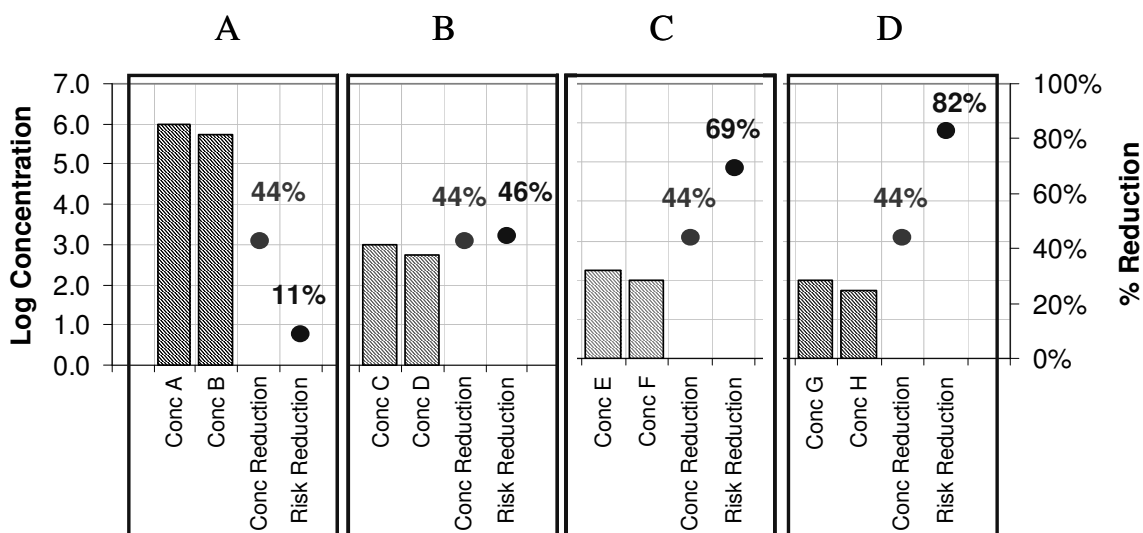 A
B
C
D
Log Concentration
7.0
6.0
5.0
4.0
3.0
2.0
1.0
0.0
44%
11%
44%
46%
44%
69%
44%
82%
100%
80%
60%
40%
20%
0%
% Reduction
Conc A
Conc B
Conc Reduction
Risk Reduction
Conc C
Conc D
Conc Reduction
Risk Reduction
Conc E
Conc F
Conc Reduction
Risk Reduction
Conc G
Conc H
Conc Reduction
Risk Reduction